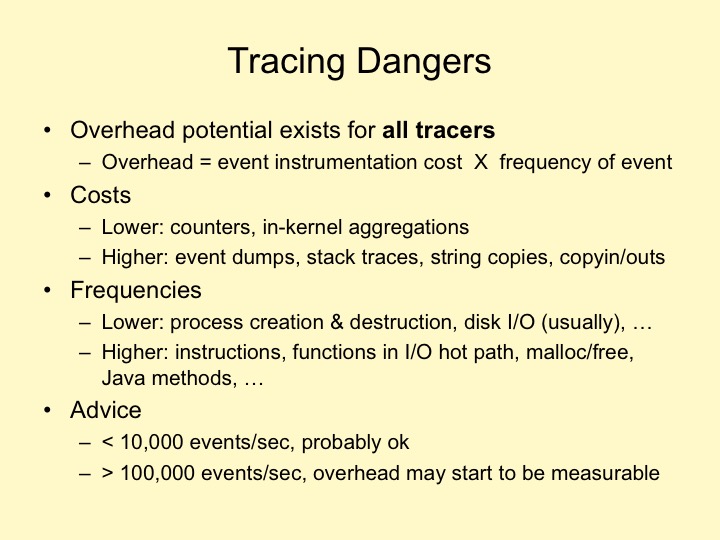 Tracing Dangers
• Overhead potential exists for all tracers
– Overhead = event instrumentation cost X frequency of event
• Costs
– Lower: counters, in-kernel aggregations
– Higher: event dumps, stack traces, string copies, copyin/outs
• Frequencies
– Lower: process creation & destruction, disk I/O (usually), …
– Higher: instructions, functions in I/O hot path, malloc/free,
Java methods, …
• Advice
– < 10,000 events/sec, probably ok
– > 100,000 events/sec, overhead may start to be measurable